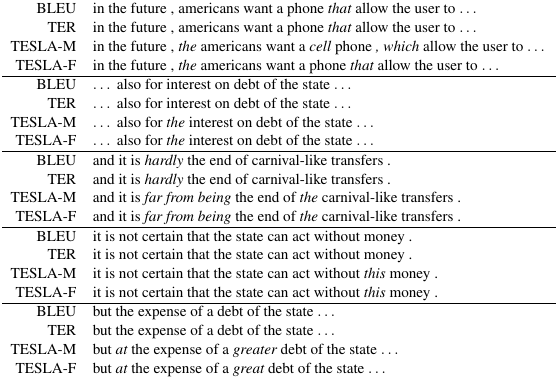 BLEU in the future , americans want a phone that allow the user to . . .
TER in the future , americans want a phone that allow the user to . . .
TESLA-M in the future , the americans want a cell phone , which allow the user to . . .
TESLA-F in the future , the americans want a phone that allow the user to . . .
BLEU . . . also for interest on debt of the state . . .
TER . . . also for interest on debt of the state . . .
TESLA-M . . . also for the interest on debt of the state . . .
TESLA-F . . . also for the interest on debt of the state . . .
BLEU and it is hardly the end of carnival-like transfers .
TER and it is hardly the end of carnival-like transfers .
TESLA-M and it is far from being the end of the carnival-like transfers .
TESLA-F and it is far from being the end of the carnival-like transfers .
BLEU it is not certain that the state can act without money .
TER it is not certain that the state can act without money .
TESLA-M it is not certain that the state can act without this money .
TESLA-F it is not certain that the state can act without this money .
BLEU but the expense of a debt of the state . . .
TER but the expense of a debt of the state . . .
TESLA-M but at the expense of a greater debt of the state . . .
TESLA-F but at the expense of a great debt of the state . . .